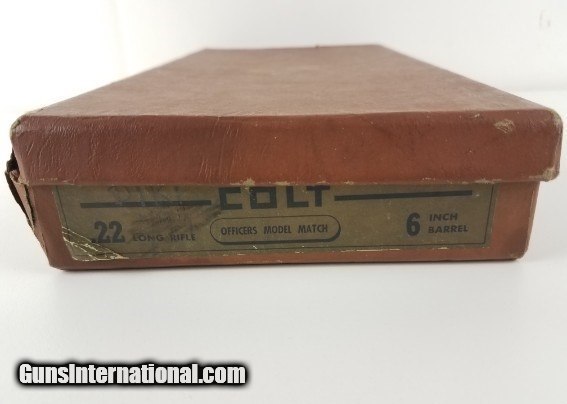 COLT
.22 LONG RIFLE
OFFICERS MODEL MATCH
6 INCH BARREL
GunsInternational.com